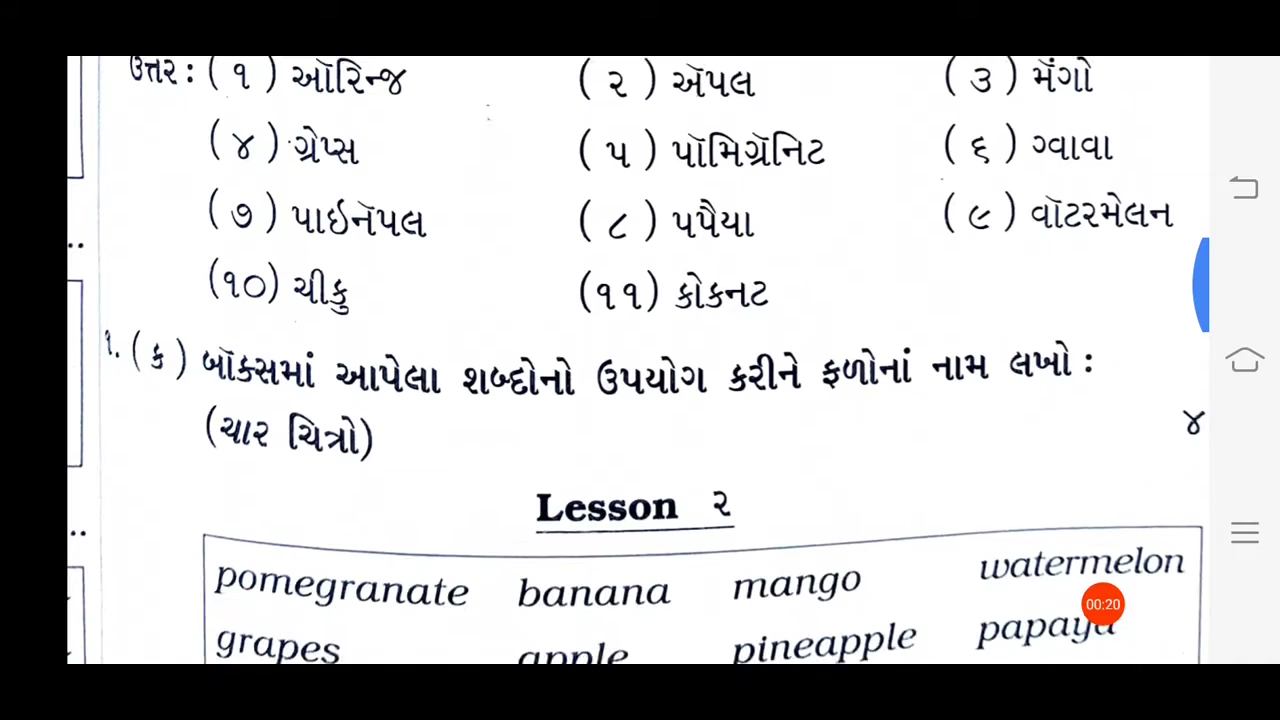 ઉત્તર : (૧) ઑરિન્જ (૨) ઍપલ (૩) મૅંગો
(૪) ગ્રેપ્સ (૫) પૉમિગ્રૅનિટ (૬) ગ્વાવા
(૭) પાઇનૅપલ (૮) પપૈયા (૯) વૉટરમેલન
(૧૦) ચીકુ (૧૧) કોકનટ
૧. (ક) બૉક્સમાં આપેલા શબ્દોનો ઉપયોગ કરીને ફળોનાં નામ લખો :
(ચાર ચિત્રો) ૪
Lesson ૨
pomegranate banana mango watermelon
grapes apple pineapple papaya
00:20